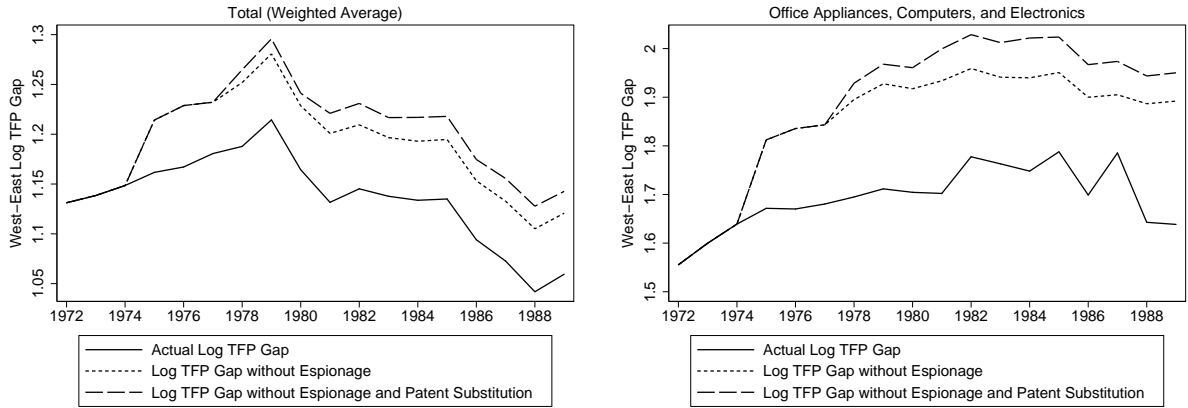 Total (Weighted Average)
West−East Log TFP Gap
1.3
1.25
1.2
1.15
1.1
1.05
1972 1974 1976 1978 1980 1982 1984 1986 1988
Actual Log TFP Gap
Log TFP Gap without Espionage
Log TFP Gap without Espionage and Patent Substitution
Office Appliances, Computers, and Electronics
West−East Log TFP Gap
2
1.9
1.8
1.7
1.6
1.5
1972 1974 1976 1978 1980 1982 1984 1986 1988
Actual Log TFP Gap
Log TFP Gap without Espionage
Log TFP Gap without Espionage and Patent Substitution